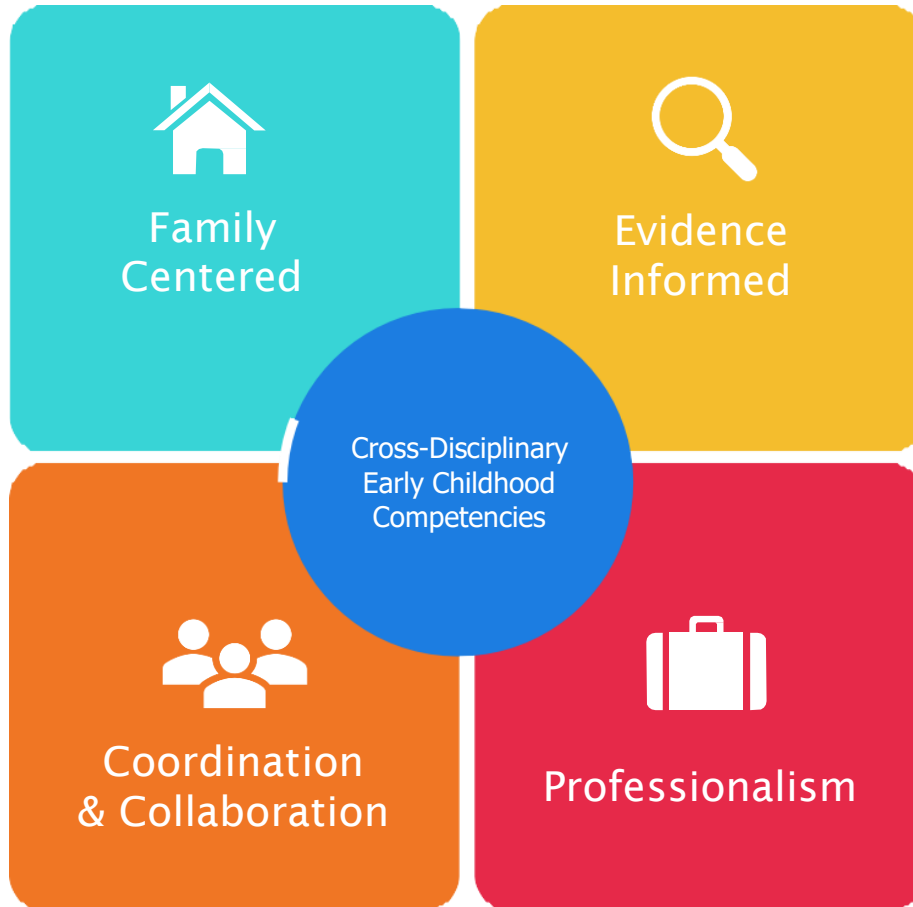 Family
Centered
Evidence
Informed
Cross-Disciplinary
Early Childhood
Competencies
Coordination
& Collaboration
Professionalism